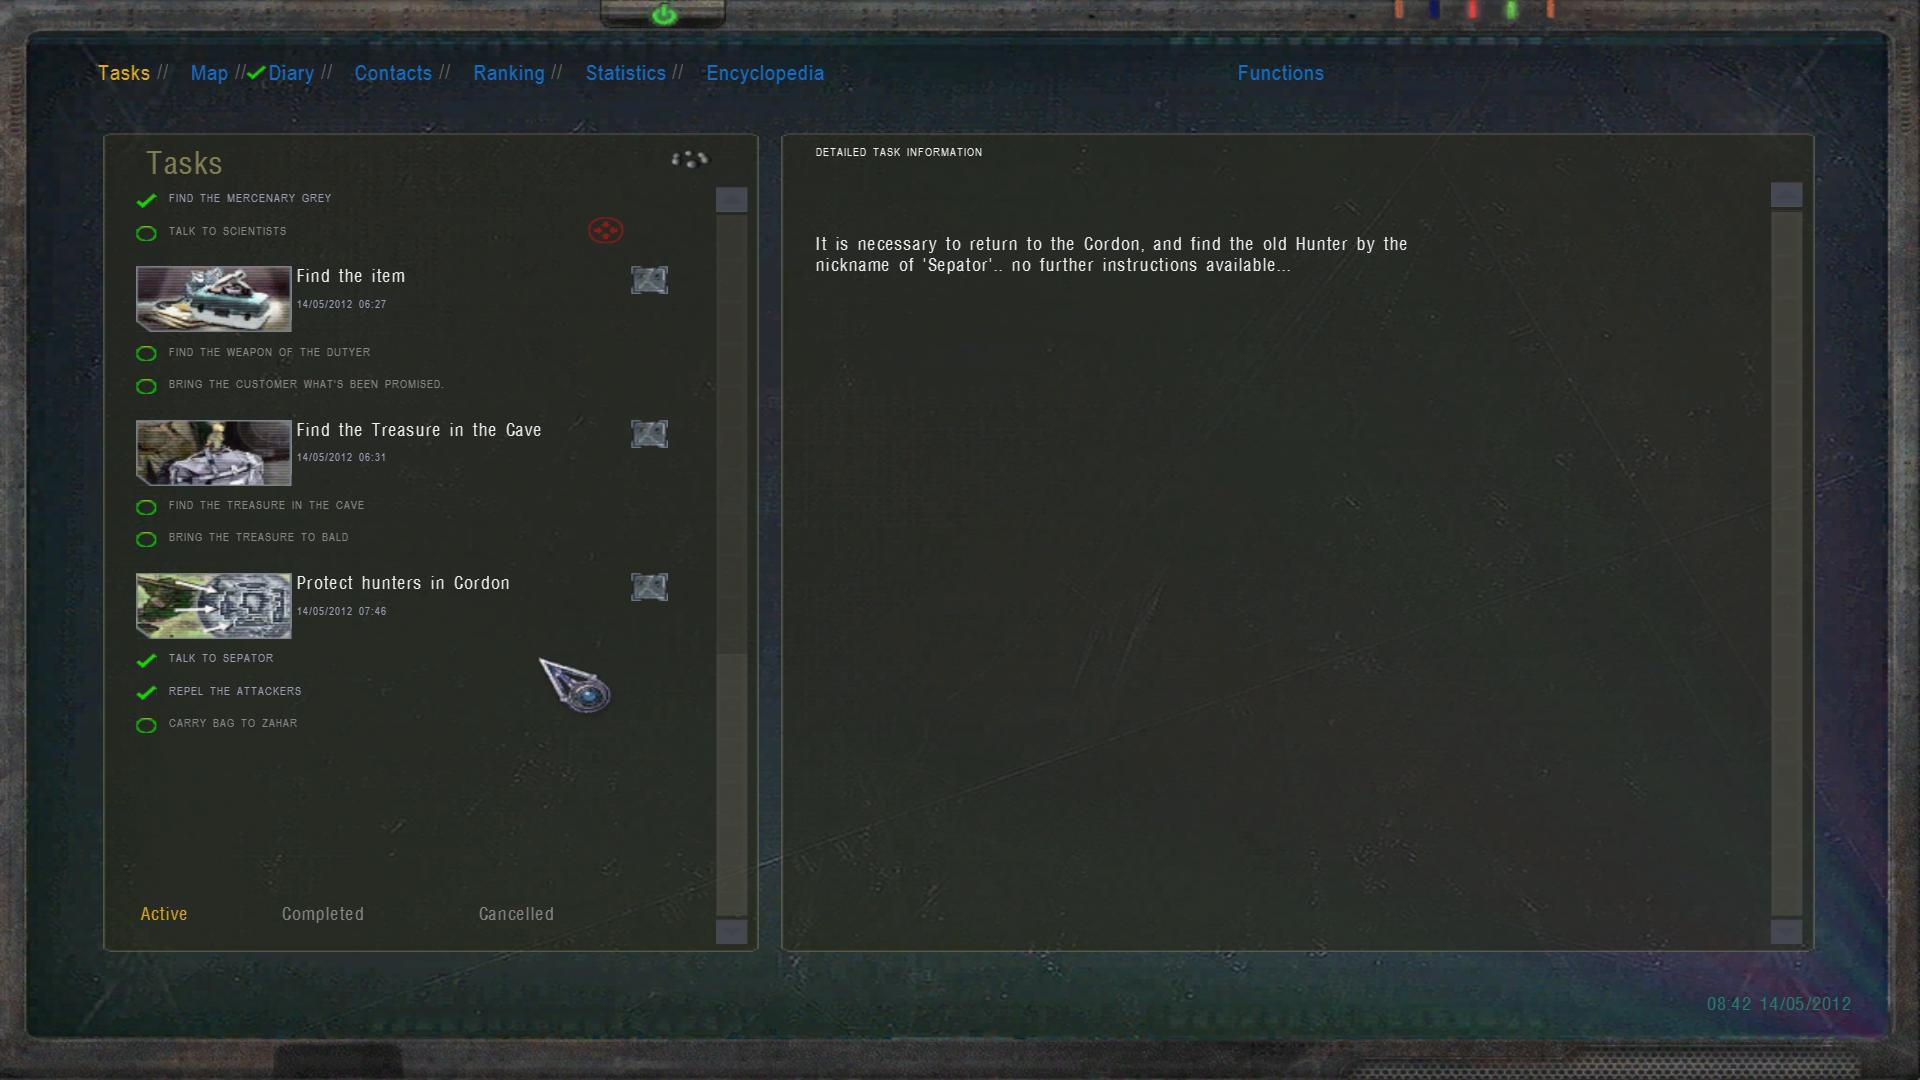 Tasks // Map // Diary // Contacts // Ranking // Statistics // Encyclopedia Functions
Tasks
FIND THE MERCENARY GREY
TALK TO SCIENTISTS
Find the item
14/05/2012 06:27
FIND THE WEAPON OF THE DUTYER
BRING THE CUSTOMER WHAT'S BEEN PROMISED.
Find the Treasure in the Cave
14/05/2012 06:31
FIND THE TREASURE IN THE CAVE
BRING THE TREASURE TO BALD
Protect hunters in Cordon
14/05/2012 07:46
TALK TO SEPATOR
REPEL THE ATTACKERS
CARRY BAG TO ZAHAR
Active Completed Cancelled
DETAILED TASK INFORMATION
It is necessary to return to the Cordon, and find the old Hunter by the
nickname of 'Sepator'.. no further instructions available...
08:42 14/05/2012